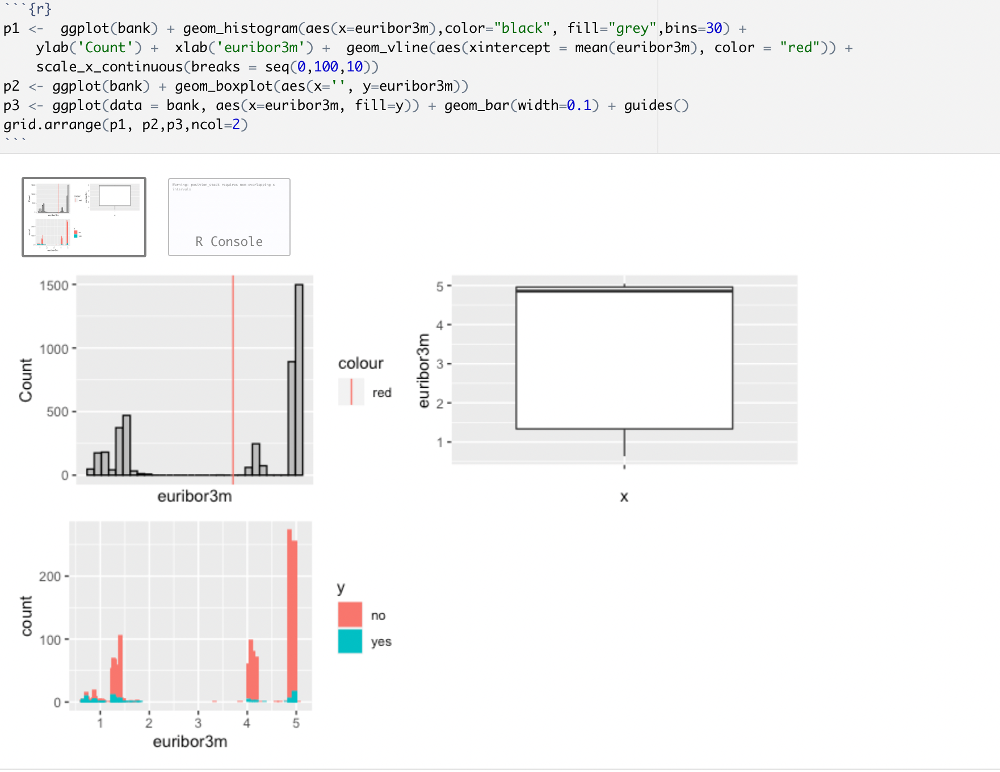 ```{r}
p1 <-  ggplot(bank) + geom_histogram(aes(x=euribor3m),color="black", fill="grey",bins=30) +
    ylab('Count') +  xlab('euribor3m') +  geom_vline(aes(xintercept = mean(euribor3m), color = "red")) +
    scale_x_continuous(breaks = seq(0,100,10))
p2 <- ggplot(bank) + geom_boxplot(aes(x='', y=euribor3m))
p3 <- ggplot(data = bank, aes(x=euribor3m, fill=y)) + geom_bar(width=0.1) + guides()
grid.arrange(p1, p2,p3,ncol=2)
```
Warning: position_stack requires non-overlapping x
intervals
R Console
1500
1000
500
0
Count
euribor3m
colour
red
5
4
3
2
1
euribor3m
x
200
100
0
count
1 2 3 4 5
euribor3m
y
no
yes